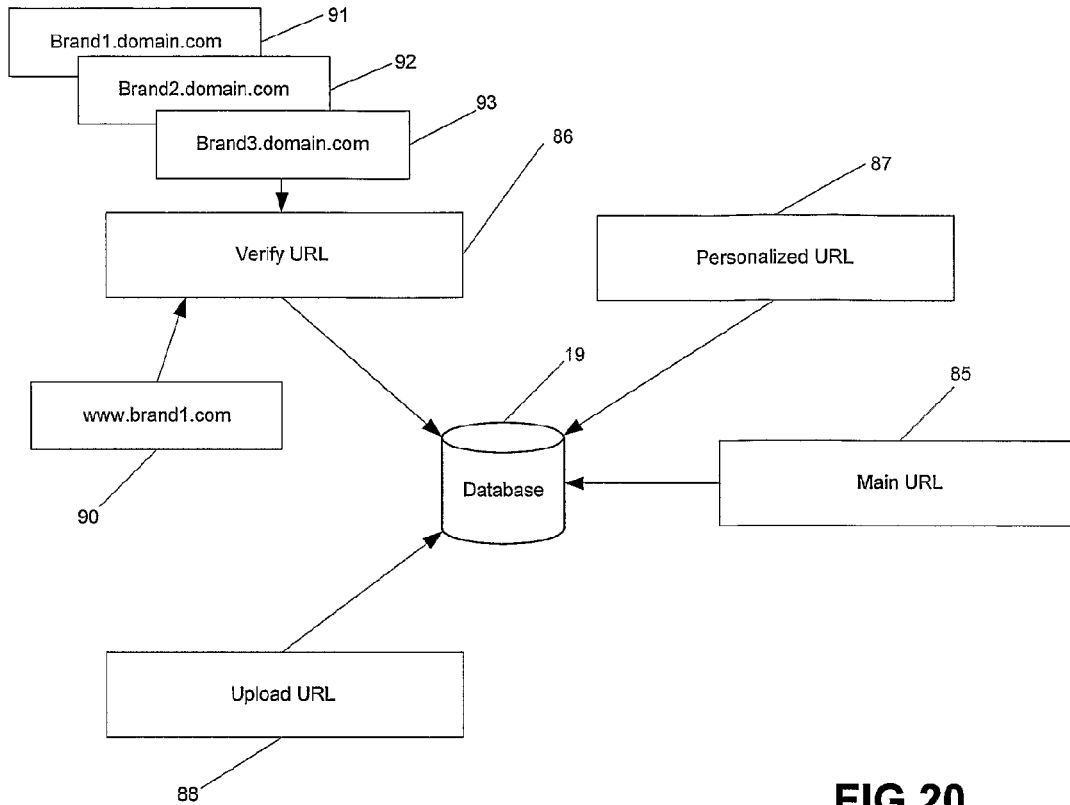 Brand1.domain.com
91
Brand2.domain.com
92
Brand3.domain.com
93
Verify URL
86
Personalized URL
87
www.brand1.com
90
19
Database
Main URL
85
Upload URL
88
FIG 20